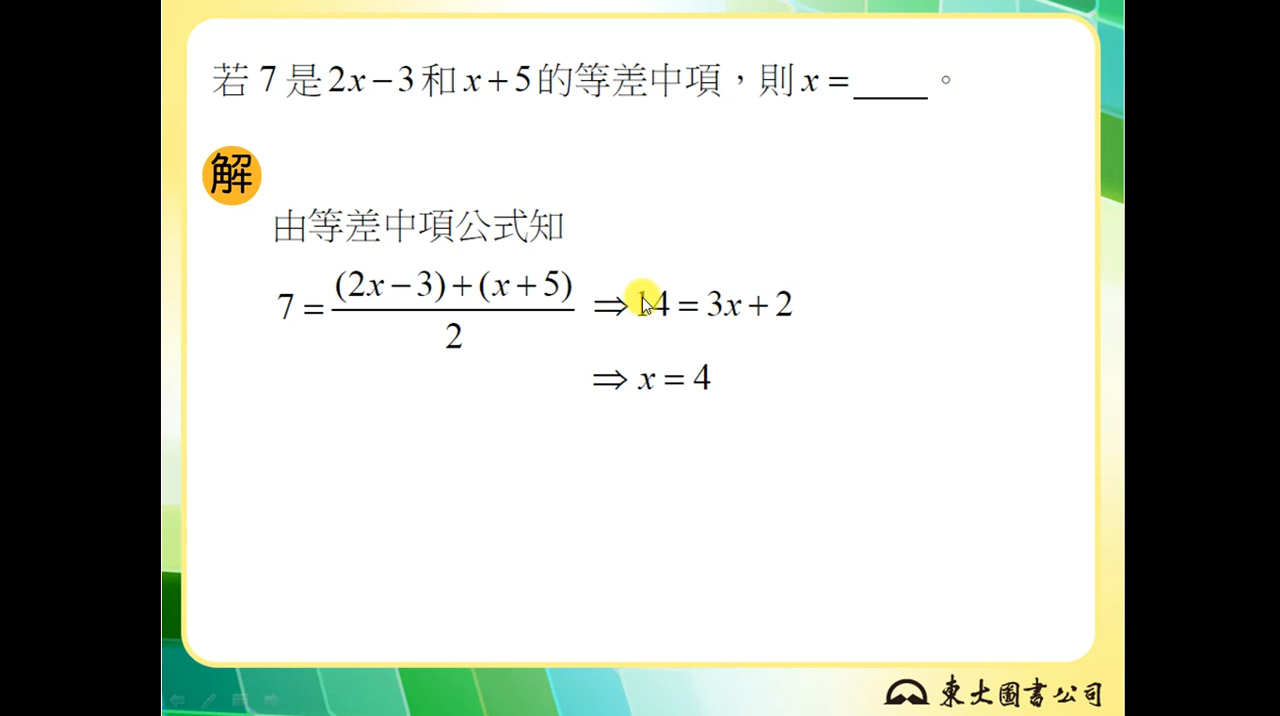 若 7 是 2x－3 和 x＋5 的等差中項，則 x＝____。
解
由等差中項公式知
7 = \frac{(2x-3)+(x+5)}{2} ⇒ 14 = 3x + 2
⇒ x = 4
東大圖書公司